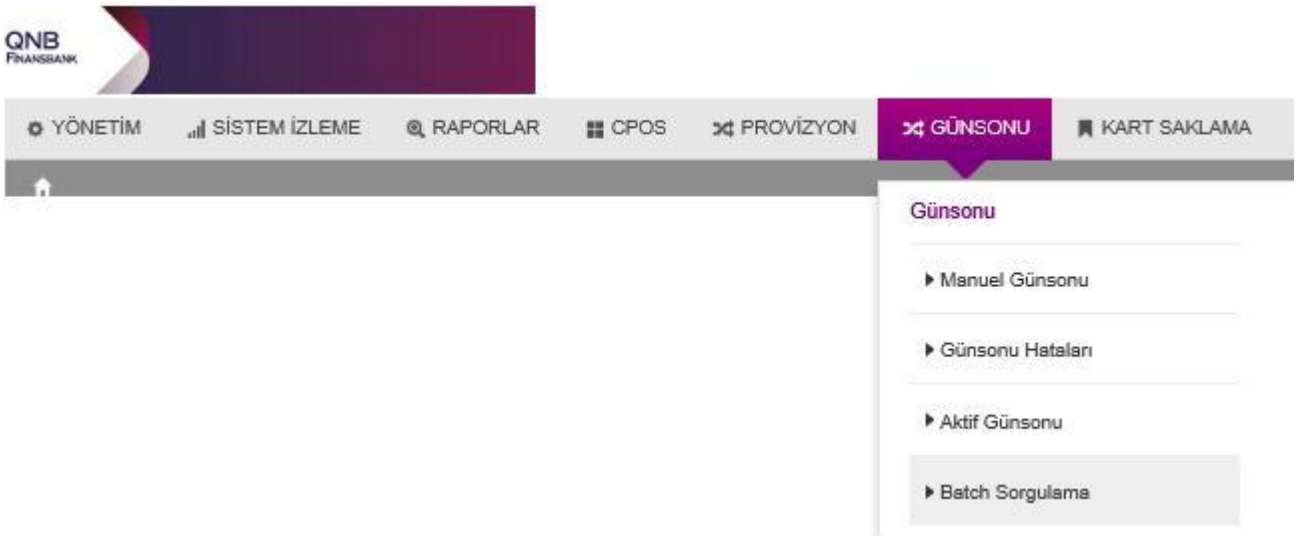 QNB
FINANSBANK
YÖNETİM SİSTEM İZLEME RAPORLAR CPOS PROVİZYON GÜNSONU KART SAKLAMA
Günsonu
Manuel Günsonu
Günsonu Hataları
Aktif Günsonu
Batch Sorgulama